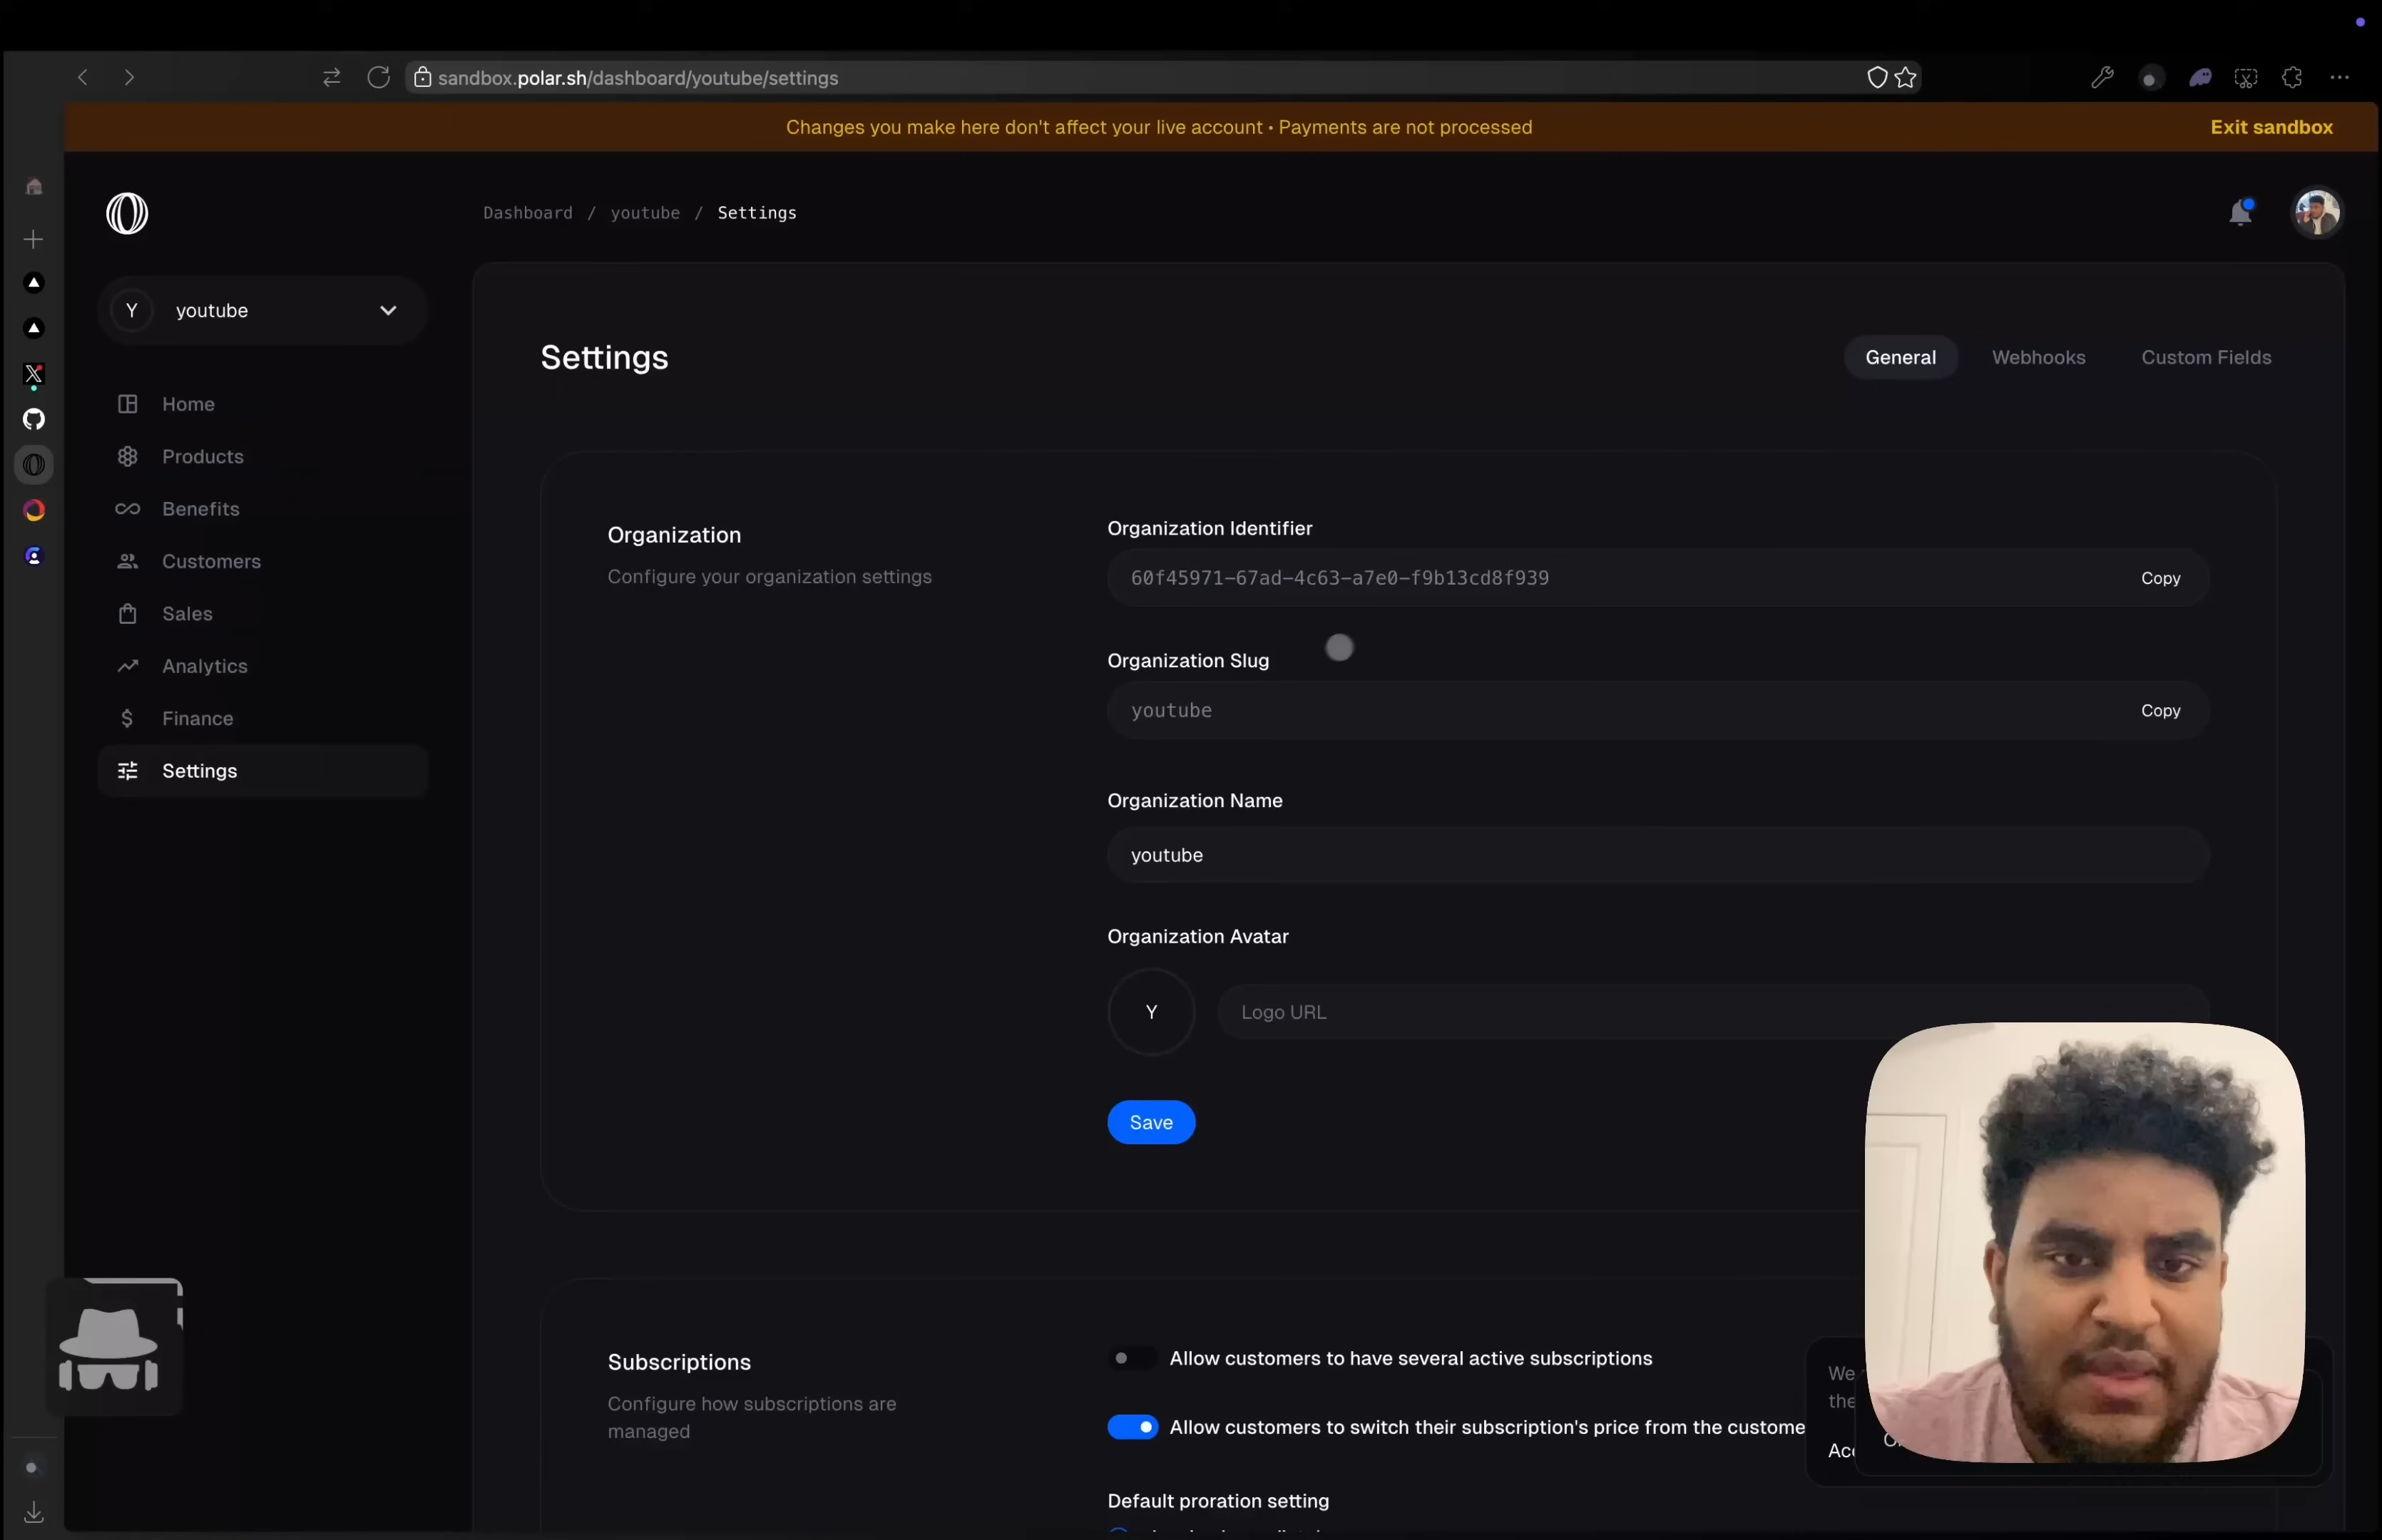 sandbox.polar.sh/dashboard/youtube/settings
Changes you make here don't affect your live account • Payments are not processed
Exit sandbox
Dashboard / youtube / Settings
Y youtube
Home
Products
Benefits
Customers
Sales
Analytics
Finance
Settings
Settings
General Webhooks Custom Fields
Organization
Configure your organization settings
Organization Identifier
60f45971-67ad-4c63-a7e0-f9b13cd8f939 Copy
Organization Slug
youtube Copy
Organization Name
youtube
Organization Avatar
Y Logo URL
Save
Subscriptions
Configure how subscriptions are
managed
Allow customers to have several active subscriptions
Allow customers to switch their subscription's price from the custome
Default proration setting
We
the